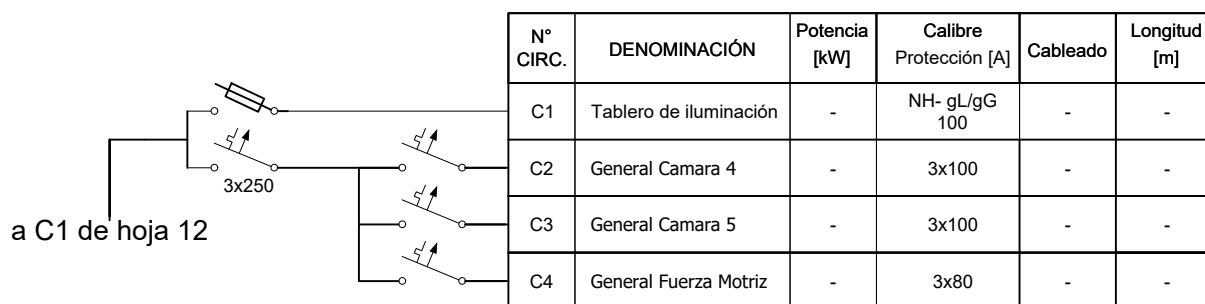 N° CIRC. DENOMINACIÓN Potencia [kW] Calibre Protección [A] Cableado Longitud [m]
C1 Tablero de iluminación - NH- gL/gG 100 - -
C2 General Camara 4 - 3x100 - -
3x250
C3 General Camara 5 - 3x100 - -
a C1 de hoja 12
C4 General Fuerza Motriz - 3x80 - -